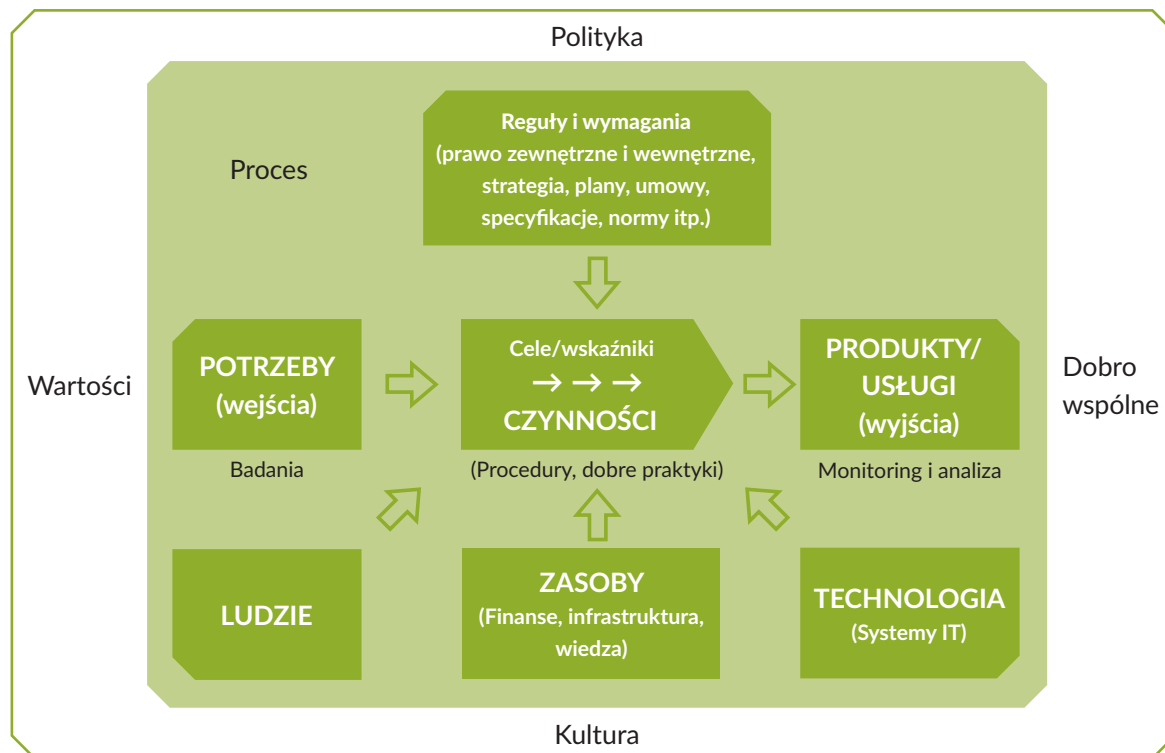 Polityka
Proces
Reguły i wymagania
(prawo zewnętrzne i wewnętrzne,
strategia, plany, umowy,
specyfikacje, normy itp.)
Wartości
POTRZEBY
(wejścia)
Badania
Cele/wskaźniki
→ → →
CZYNNOŚCI
(Procedury, dobre praktyki)
PRODUKTY/
USŁUGI
(wyjścia)
Monitoring i analiza
Dobro
wspólne
LUDZIE
ZASOBY
(Finanse, infrastruktura,
wiedza)
TECHNOLOGIA
(Systemy IT)
Kultura